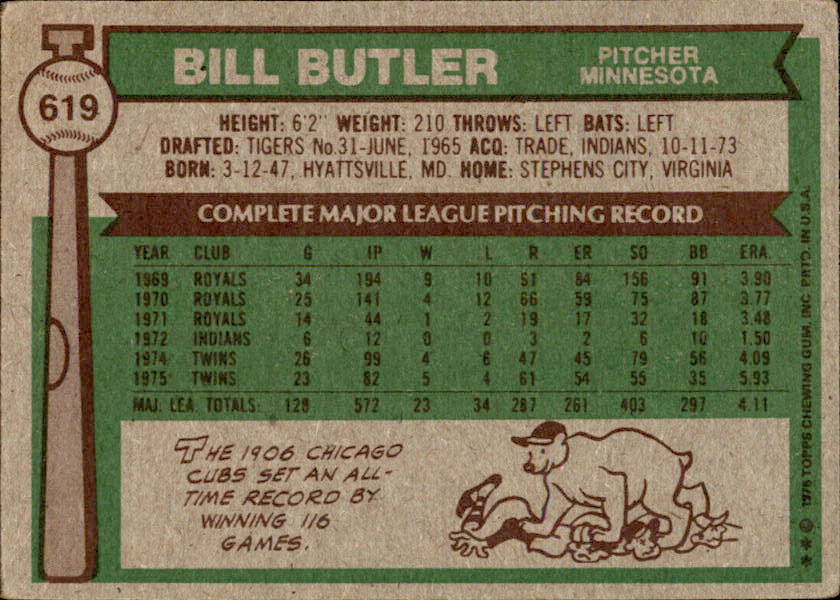 619
BILL BUTLER
PITCHER
MINNESOTA
HEIGHT: 6'2" WEIGHT: 210 THROWS: LEFT BATS: LEFT
DRAFTED: TIGERS No.31-JUNE, 1965 ACQ: TRADE, INDIANS, 10-11-73
BORN: 3-12-47, HYATTSVILLE, MD. HOME: STEPHENS CITY, VIRGINIA
COMPLETE MAJOR LEAGUE PITCHING RECORD
YEAR CLUB G IP W L R ER SO BB ERA
1969 ROYALS 34 194 9 10 91 84 156 91 3.90
1970 ROYALS 25 141 4 12 66 59 75 87 3.77
1971 ROYALS 14 44 1 2 19 17 32 18 3.48
1972 INDIANS 6 12 0 0 3 2 6 10 1.50
1974 TWINS 26 99 4 6 47 45 79 56 4.09
1975 TWINS 23 82 5 4 61 54 55 35 5.93
MAJ. LEA. TOTALS: 128 572 23 34 287 261 403 297 4.11
THE 1906 CHICAGO
CUBS SET AN ALL-
TIME RECORD BY
WINNING 116
GAMES.
** © 1976 TOPPS CHEWING GUM, INC. PRTD. IN U.S.A.